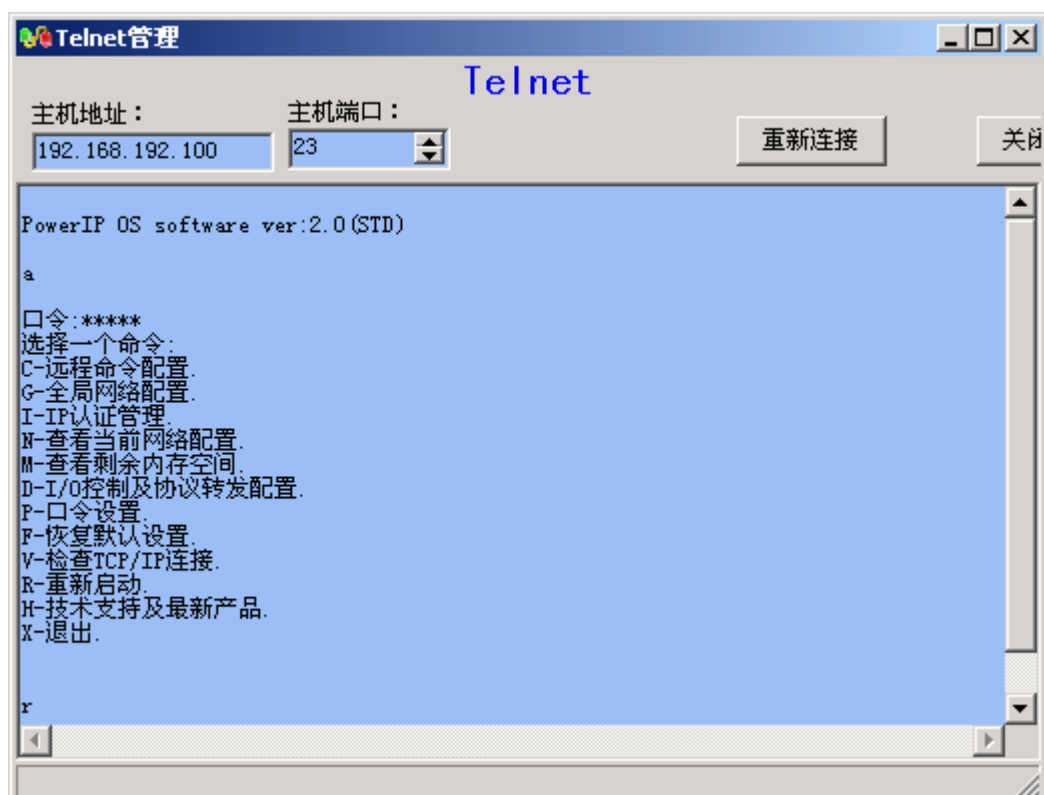 Telnet管理
Telnet
主机地址：
主机端口：
192.168.192.100
23
重新连接
关闭
PowerIP OS software ver:2.0(STD)
a
口令:*****
选择一个命令:
C-远程命令配置.
G-全局网络配置.
I-IP认证管理.
N-查看当前网络配置.
M-查看剩余内存空间.
D-I/O控制及协议转发配置.
P-口令设置.
F-恢复默认设置.
V-检查TCP/IP连接.
R-重新启动.
H-技术支持及最新产品.
X-退出.
r